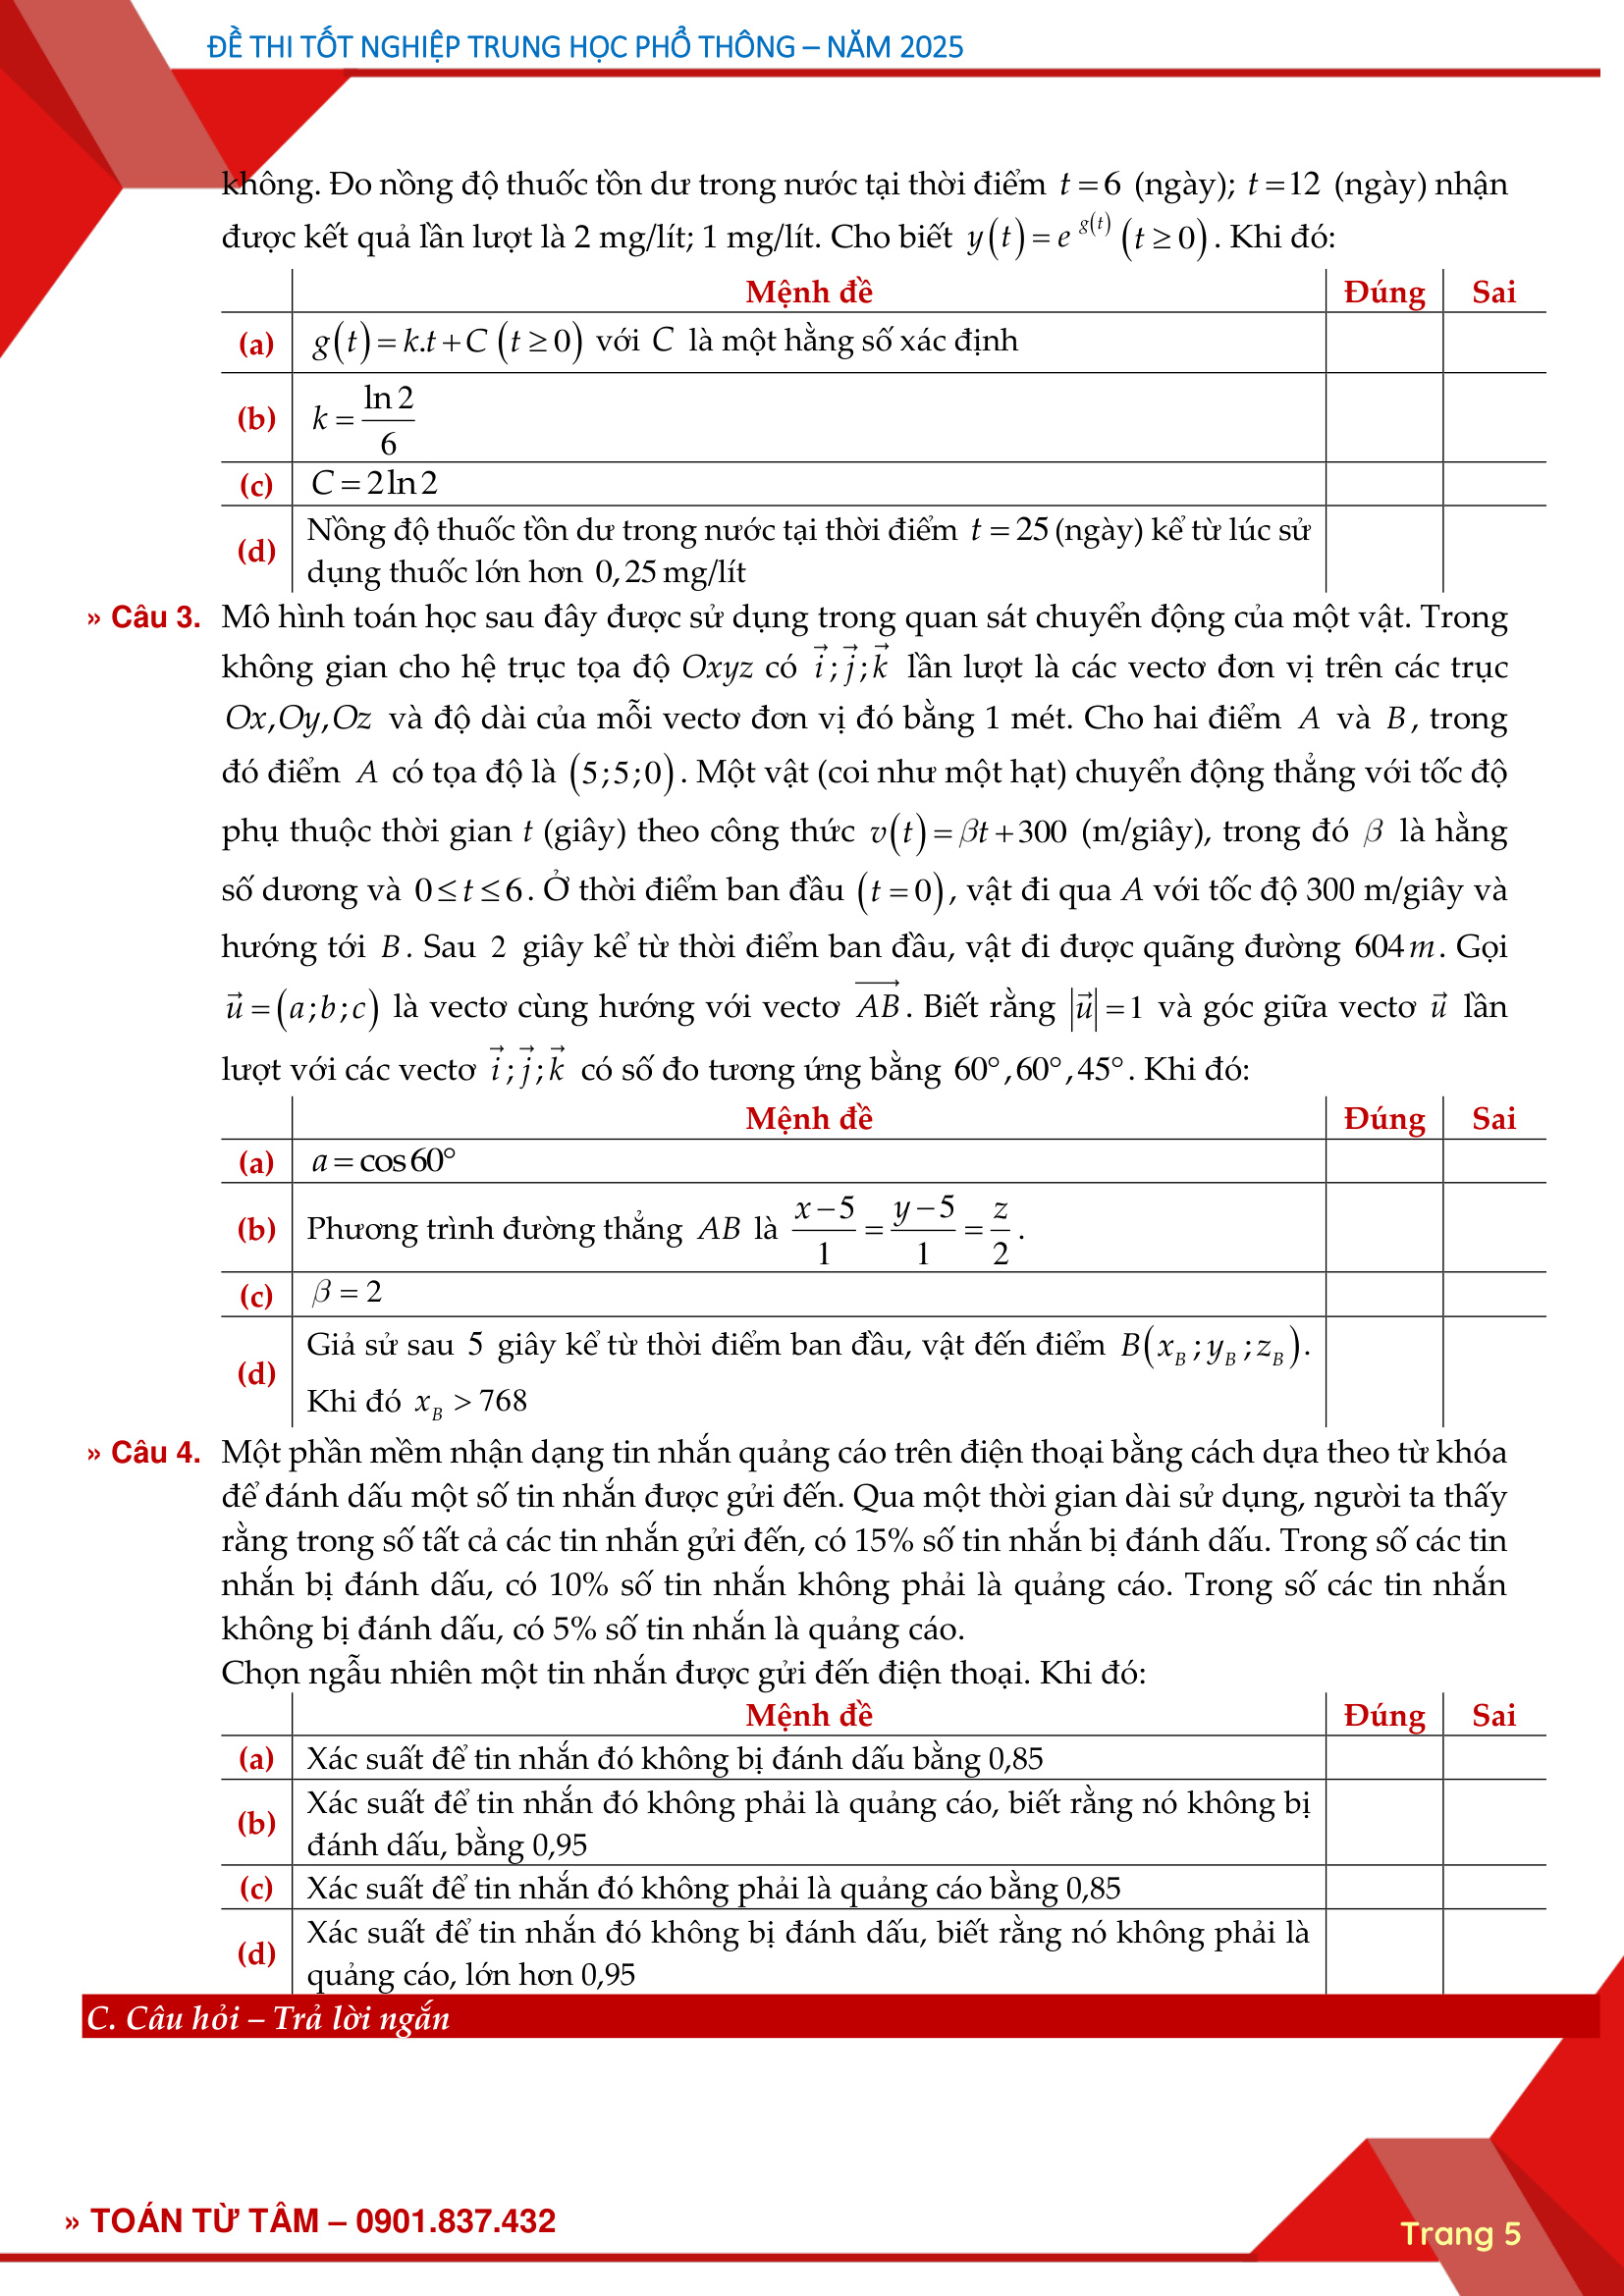 ĐỀ THI TỐT NGHIỆP TRUNG HỌC PHỔ THÔNG – NĂM 2025
không. Đo nồng độ thuốc tồn dư trong nước tại thời điểm t = 6 (ngày); t = 12 (ngày) nhận
được kết quả lần lượt là 2 mg/lít; 1 mg/lít. Cho biết y(t) = e^{g(t)} (t ≥ 0). Khi đó:
Mệnh đề Đúng Sai
(a) g(t) = k.t + C (t ≥ 0) với C là một hằng số xác định
(b) k = \frac{ln 2}{6}
(c) C = 2 ln 2
(d) Nồng độ thuốc tồn dư trong nước tại thời điểm t = 25 (ngày) kể từ lúc sử
dụng thuốc lớn hơn 0,25 mg/lít
» Câu 3. Mô hình toán học sau đây được sử dụng trong quan sát chuyển động của một vật. Trong
không gian cho hệ trục tọa độ Oxyz có \vec{i}; \vec{j}; \vec{k} lần lượt là các vectơ đơn vị trên các trục
Ox, Oy, Oz và độ dài của mỗi vectơ đơn vị đó bằng 1 mét. Cho hai điểm A và B, trong
đó điểm A có tọa độ là (5;5;0). Một vật (coi như một hạt) chuyển động thẳng với tốc độ
phụ thuộc thời gian t (giây) theo công thức v(t) = βt + 300 (m/giây), trong đó β là hằng
số dương và 0 ≤ t ≤ 6. Ở thời điểm ban đầu (t = 0), vật đi qua A với tốc độ 300 m/giây và
hướng tới B. Sau 2 giây kể từ thời điểm ban đầu, vật đi được quãng đường 604 m. Gọi
\vec{u} = (a;b;c) là vectơ cùng hướng với vectơ \overrightarrow{AB}. Biết rằng |\vec{u}| = 1 và góc giữa vectơ \vec{u} lần
lượt với các vectơ \vec{i}; \vec{j}; \vec{k} có số đo tương ứng bằng 60°, 60°, 45°. Khi đó:
Mệnh đề Đúng Sai
(a) a = cos 60°
(b) Phương trình đường thẳng AB là \frac{x−5}{1} = \frac{y−5}{1} = \frac{z}{2}.
(c) β = 2
(d) Giả sử sau 5 giây kể từ thời điểm ban đầu, vật đến điểm B(x_B; y_B; z_B).
Khi đó x_B > 768
» Câu 4. Một phần mềm nhận dạng tin nhắn quảng cáo trên điện thoại bằng cách dựa theo từ khóa
để đánh dấu một số tin nhắn được gửi đến. Qua một thời gian dài sử dụng, người ta thấy
rằng trong số tất cả các tin nhắn gửi đến, có 15% số tin nhắn bị đánh dấu. Trong số các tin
nhắn bị đánh dấu, có 10% số tin nhắn không phải là quảng cáo. Trong số các tin nhắn
không bị đánh dấu, có 5% số tin nhắn là quảng cáo.
Chọn ngẫu nhiên một tin nhắn được gửi đến điện thoại. Khi đó:
Mệnh đề Đúng Sai
(a) Xác suất để tin nhắn đó không bị đánh dấu bằng 0,85
(b) Xác suất để tin nhắn đó không phải là quảng cáo, biết rằng nó không bị
đánh dấu, bằng 0,95
(c) Xác suất để tin nhắn đó không phải là quảng cáo bằng 0,85
(d) Xác suất để tin nhắn đó không bị đánh dấu, biết rằng nó không phải là
quảng cáo, lớn hơn 0,95
C. Câu hỏi – Trả lời ngắn
» TOÁN TỪ TÂM – 0901.837.432
Trang 5